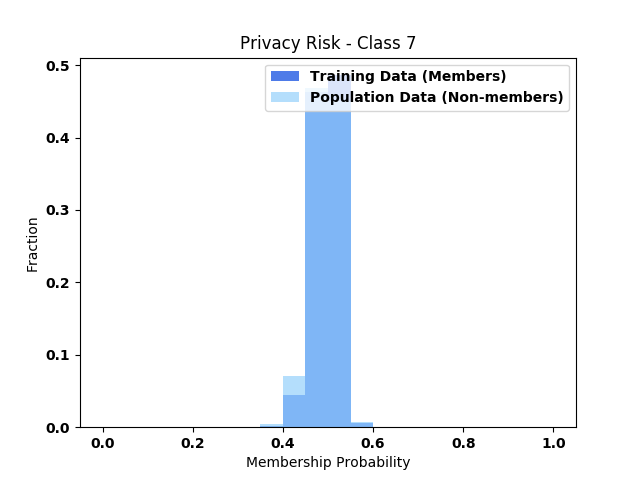 Privacy Risk - Class 7
Training Data (Members)
Population Data (Non-members)
0.5
0.4
0.3
0.2
0.1
0.0
Fraction
0.0 0.2 0.4 0.6 0.8 1.0
Membership Probability